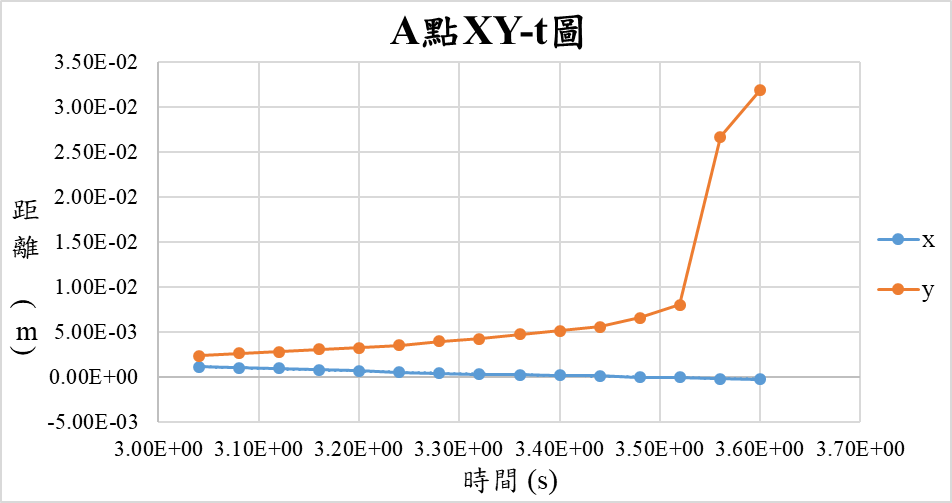 A點XY-t圖
3.50E-02
3.00E-02
2.50E-02
2.00E-02
1.50E-02
1.00E-02
5.00E-03
0.00E+00
-5.00E-03
距離 (m)
3.00E+00 3.10E+00 3.20E+00 3.30E+00 3.40E+00 3.50E+00 3.60E+00 3.70E+00
時間 (s)
x
y